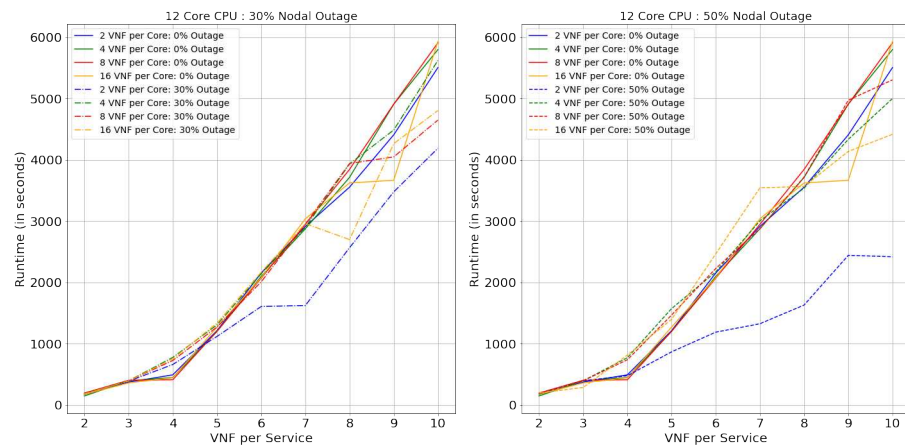 12 Core CPU : 30% Nodal Outage
6000
5000
4000
3000
2000
1000
0
Runtime (in seconds)
2 VNF per Core: 0% Outage
4 VNF per Core: 0% Outage
8 VNF per Core: 0% Outage
16 VNF per Core: 0% Outage
2 VNF per Core: 30% Outage
4 VNF per Core: 30% Outage
8 VNF per Core: 30% Outage
16 VNF per Core: 30% Outage
2 3 4 5 6 7 8 9 10
VNF per Service
12 Core CPU : 50% Nodal Outage
6000
5000
4000
3000
2000
1000
0
Runtime (in seconds)
2 VNF per Core: 0% Outage
4 VNF per Core: 0% Outage
8 VNF per Core: 0% Outage
16 VNF per Core: 0% Outage
2 VNF per Core: 50% Outage
4 VNF per Core: 50% Outage
8 VNF per Core: 50% Outage
16 VNF per Core: 50% Outage
2 3 4 5 6 7 8 9 10
VNF per Service